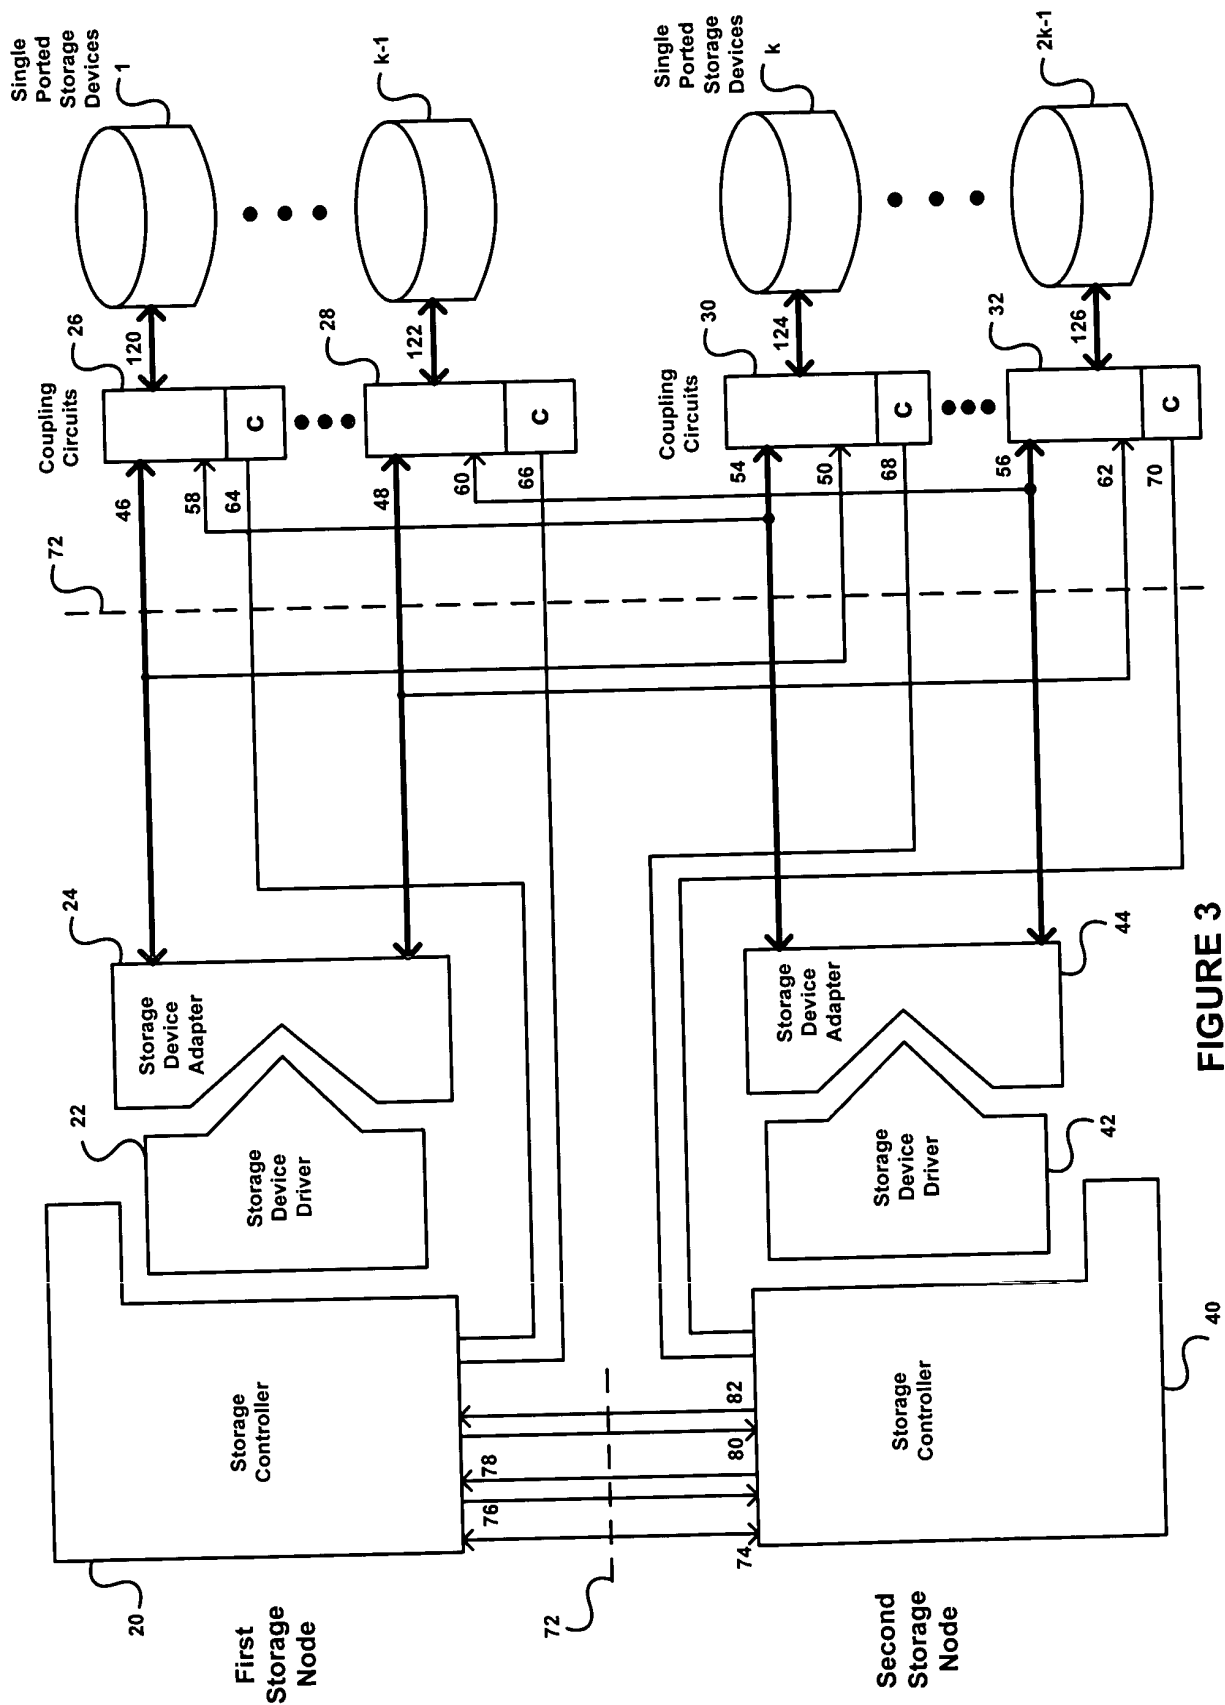 Single
Ported
Storage
Devices
1
k-1
Single
Ported
Storage
Devices
k
2k-1
26
120
28
122
30
124
32
126
Coupling
Circuits
C
C
Coupling
Circuits
C
C
46
58
64
48
60
66
54
50
68
56
62
70
72
24
Storage
Device
Adapter
44
Storage
Device
Adapter
22
Storage
Device
Driver
42
Storage
Device
Driver
20
Storage
Controller
40
Storage
Controller
82
78
80
76
74
72
First
Storage
Node
Second
Storage
Node
FIGURE 3